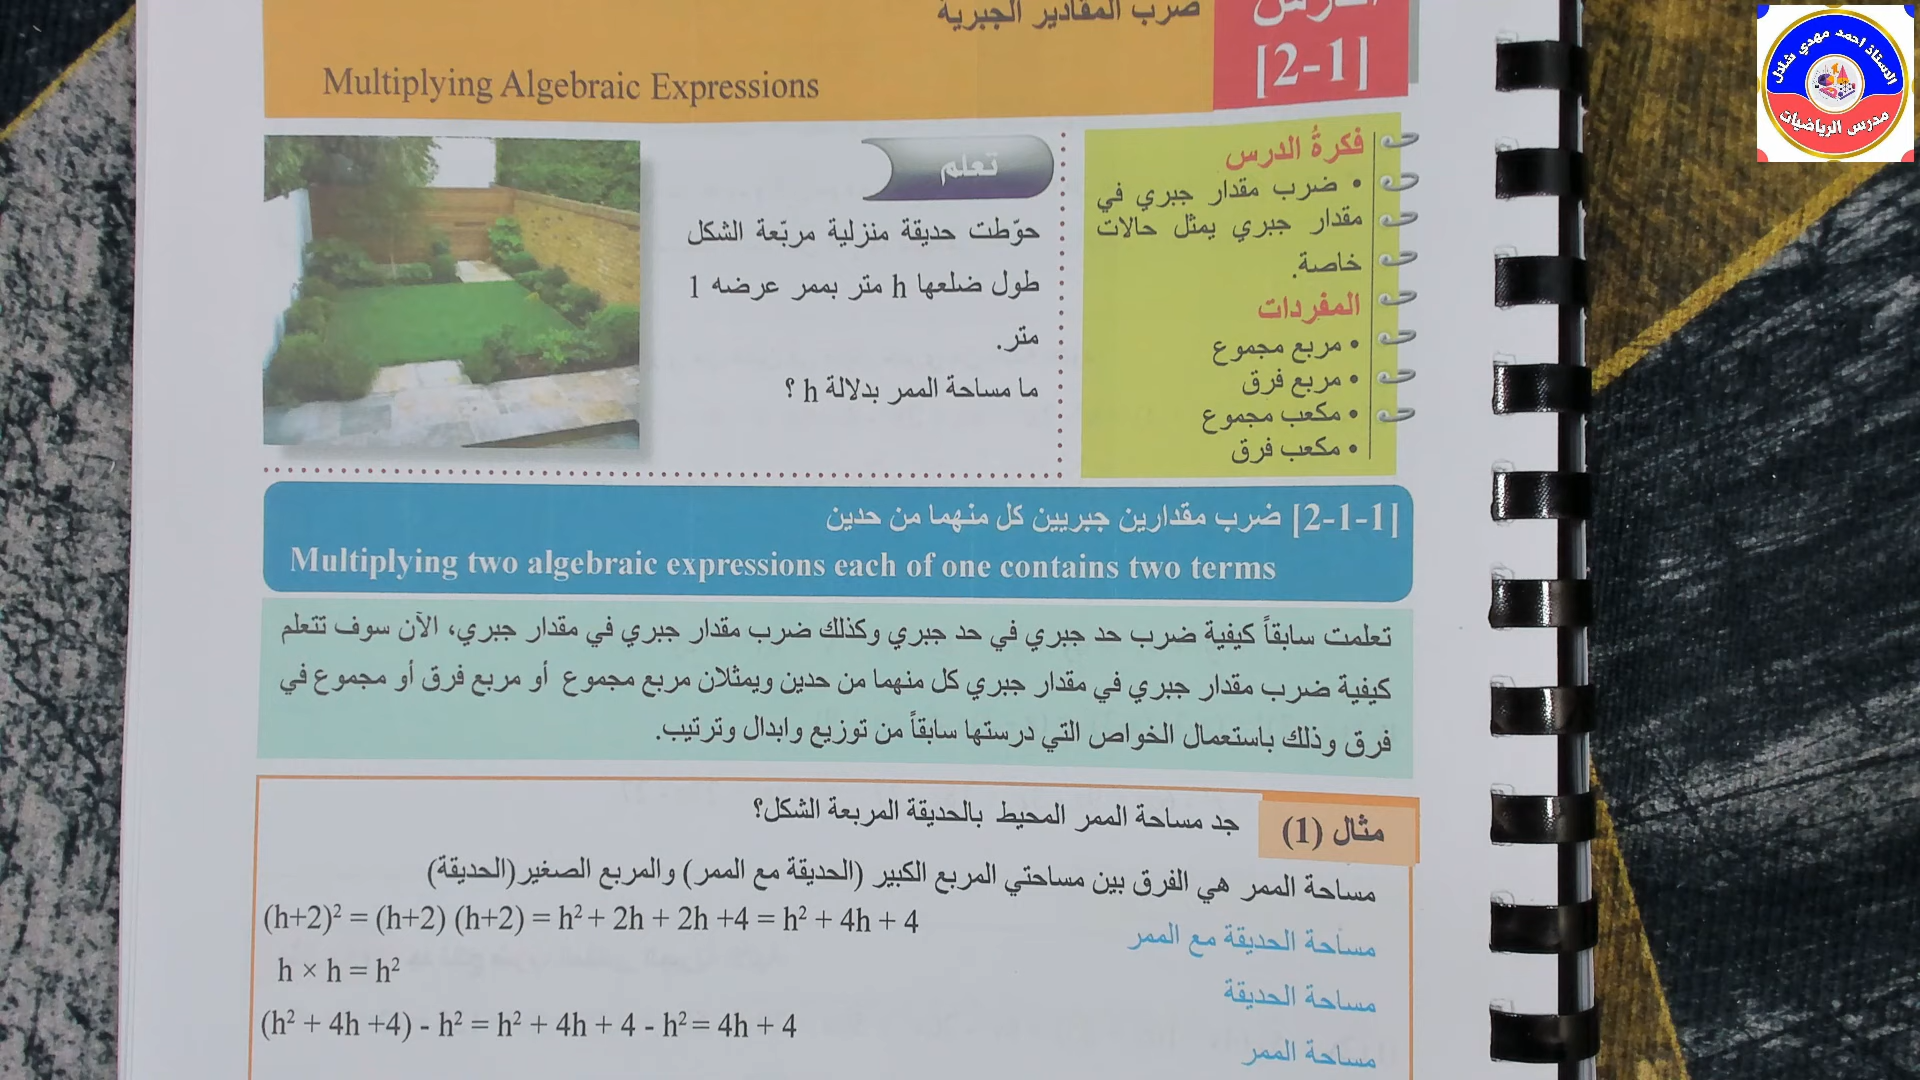 الدرس
[2-1]
ضرب المقادير الجبرية
Multiplying Algebraic Expressions
فكرةُ الدرس
• ضرب مقدار جبري في
مقدار جبري يمثل حالات
خاصة.
المفردات
• مربع مجموع
• مربع فرق
• مكعب مجموع
• مكعب فرق
تعلم
حوّطت حديقة منزلية مربّعة الشكل
طول ضلعها h متر بممر عرضه 1
متر.
ما مساحة الممر بدلالة h ؟
[2-1-1] ضرب مقدارين جبريين كل منهما من حدين
Multiplying two algebraic expressions each of one contains two terms
تعلمت سابقاً كيفية ضرب حد جبري في حد جبري وكذلك ضرب مقدار جبري في مقدار جبري، الآن سوف تتعلم
كيفية ضرب مقدار جبري في مقدار جبري كل منهما من حدين ويمثلان مربع مجموع أو مربع فرق أو مجموع في
فرق وذلك باستعمال الخواص التي درستها سابقاً من توزيع وابدال وترتيب.
مثال (1)
جد مساحة الممر المحيط بالحديقة المربعة الشكل؟
مساحة الممر هي الفرق بين مساحتي المربع الكبير (الحديقة مع الممر) والمربع الصغير(الحديقة)
مساحة الحديقة مع الممر
(h+2)² = (h+2) (h+2) = h² + 2h + 2h +4 = h² + 4h + 4
مساحة الحديقة
h × h = h²
مساحة الممر
(h² + 4h +4) - h² = h² + 4h + 4 - h² = 4h + 4
الاستاذ احمد مهدي شلال
مدرس الرياضيات